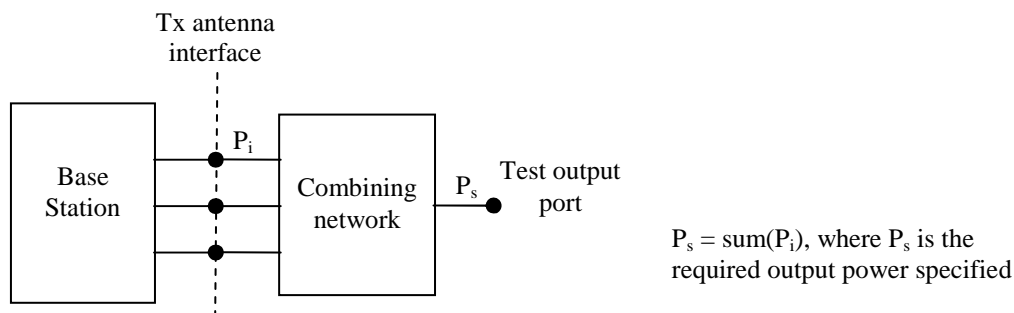 Tx antenna
interface
Base
Station
P_i
Combining
network
P_s
Test output
port
P_s = sum(P_i), where P_s is the
required output power specified